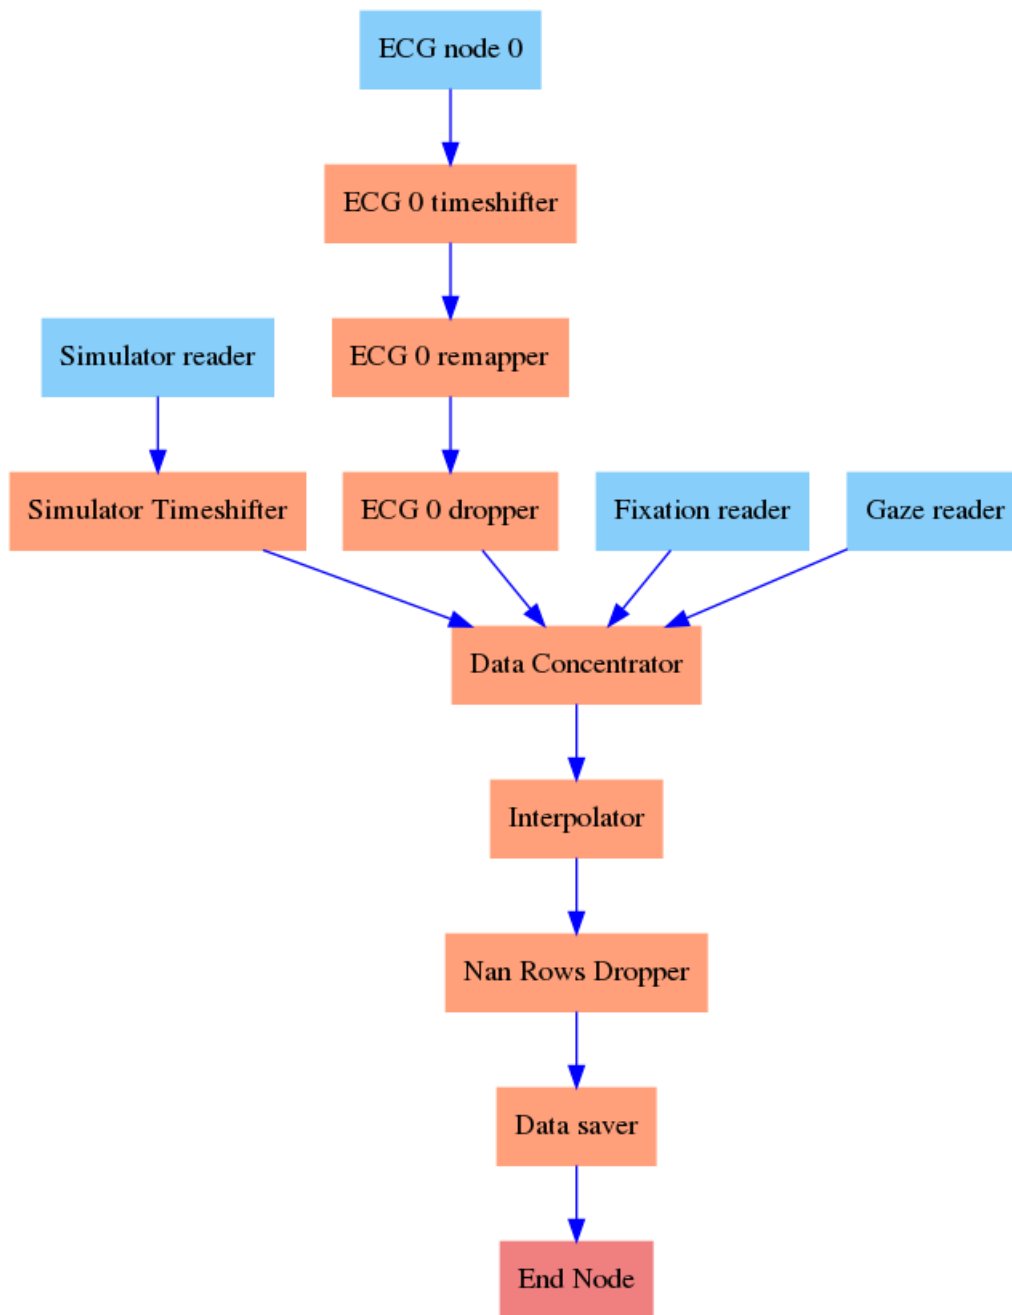 ECG node 0
ECG 0 timeshifter
Simulator reader
ECG 0 remapper
Simulator Timeshifter
ECG 0 dropper
Fixation reader
Gaze reader
Data Concentrator
Interpolator
Nan Rows Dropper
Data saver
End Node